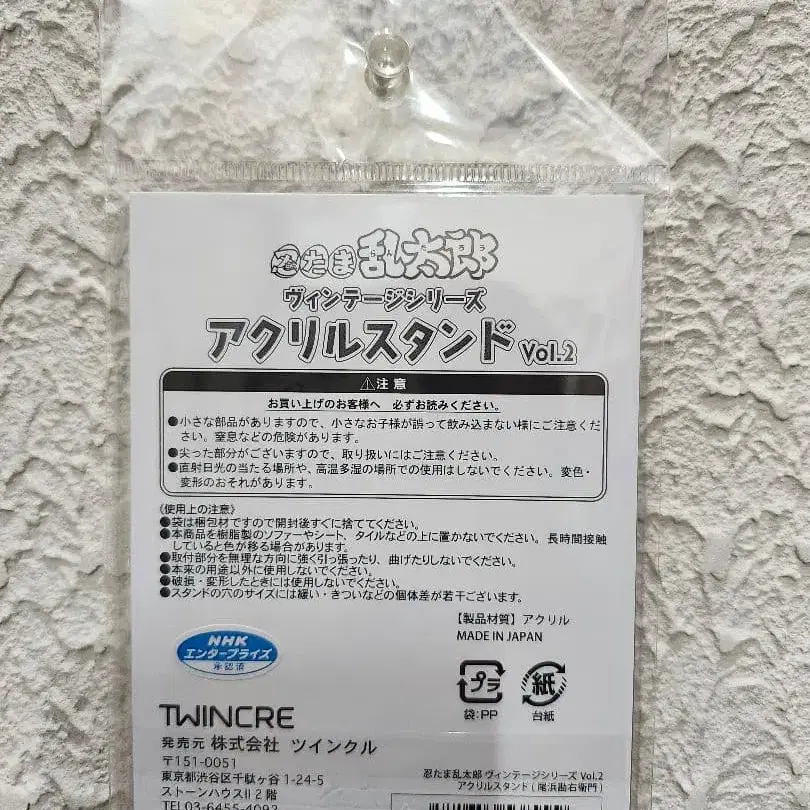 忍たま乱太郎
ヴィンテージシリーズ
アクリルスタンド Vol.2
⚠注意
お買い上げのお客様へ 必ずお読みください。
●小さな部品がありますので、小さなお子様が誤って飲み込まない様にご注意くだ
さい。窒息などの危険があります。
●尖った部分がございますので、取り扱いにはご注意ください。
●直射日光の当たる場所や、高温多湿の場所での使用はしないでください。変色・
変形のおそれがあります。
《使用上の注意》
●袋は梱包材ですので開封後すぐに捨ててください。
●本商品を樹脂製のソファーやシート、タイルなどの上に置かないでください。長時間接触
していると色が移る場合があります。
●取付部分を無理な方向に強く引っ張ったり、曲げたりしないでください。
●本来の用途以外に使用しないでください。
●破損・変形したときには使用しないでください。
●スタンドの穴のサイズには緩い・きついなどの個体差が若干ございます。
【製品材質】アクリル
MADE IN JAPAN
NHK
エンタープライズ
承認済
プラ
袋:PP
紙
台紙
TWINCRE
発売元 株式会社 ツインクル
〒151-0051
東京都渋谷区千駄ヶ谷 1-24-5
ストーンハウスII 2階
TEL 03-6455-4092
忍たま乱太郎 ヴィンテージシリーズ Vol.2
アクリルスタンド ( 尾浜勘右衛門 )